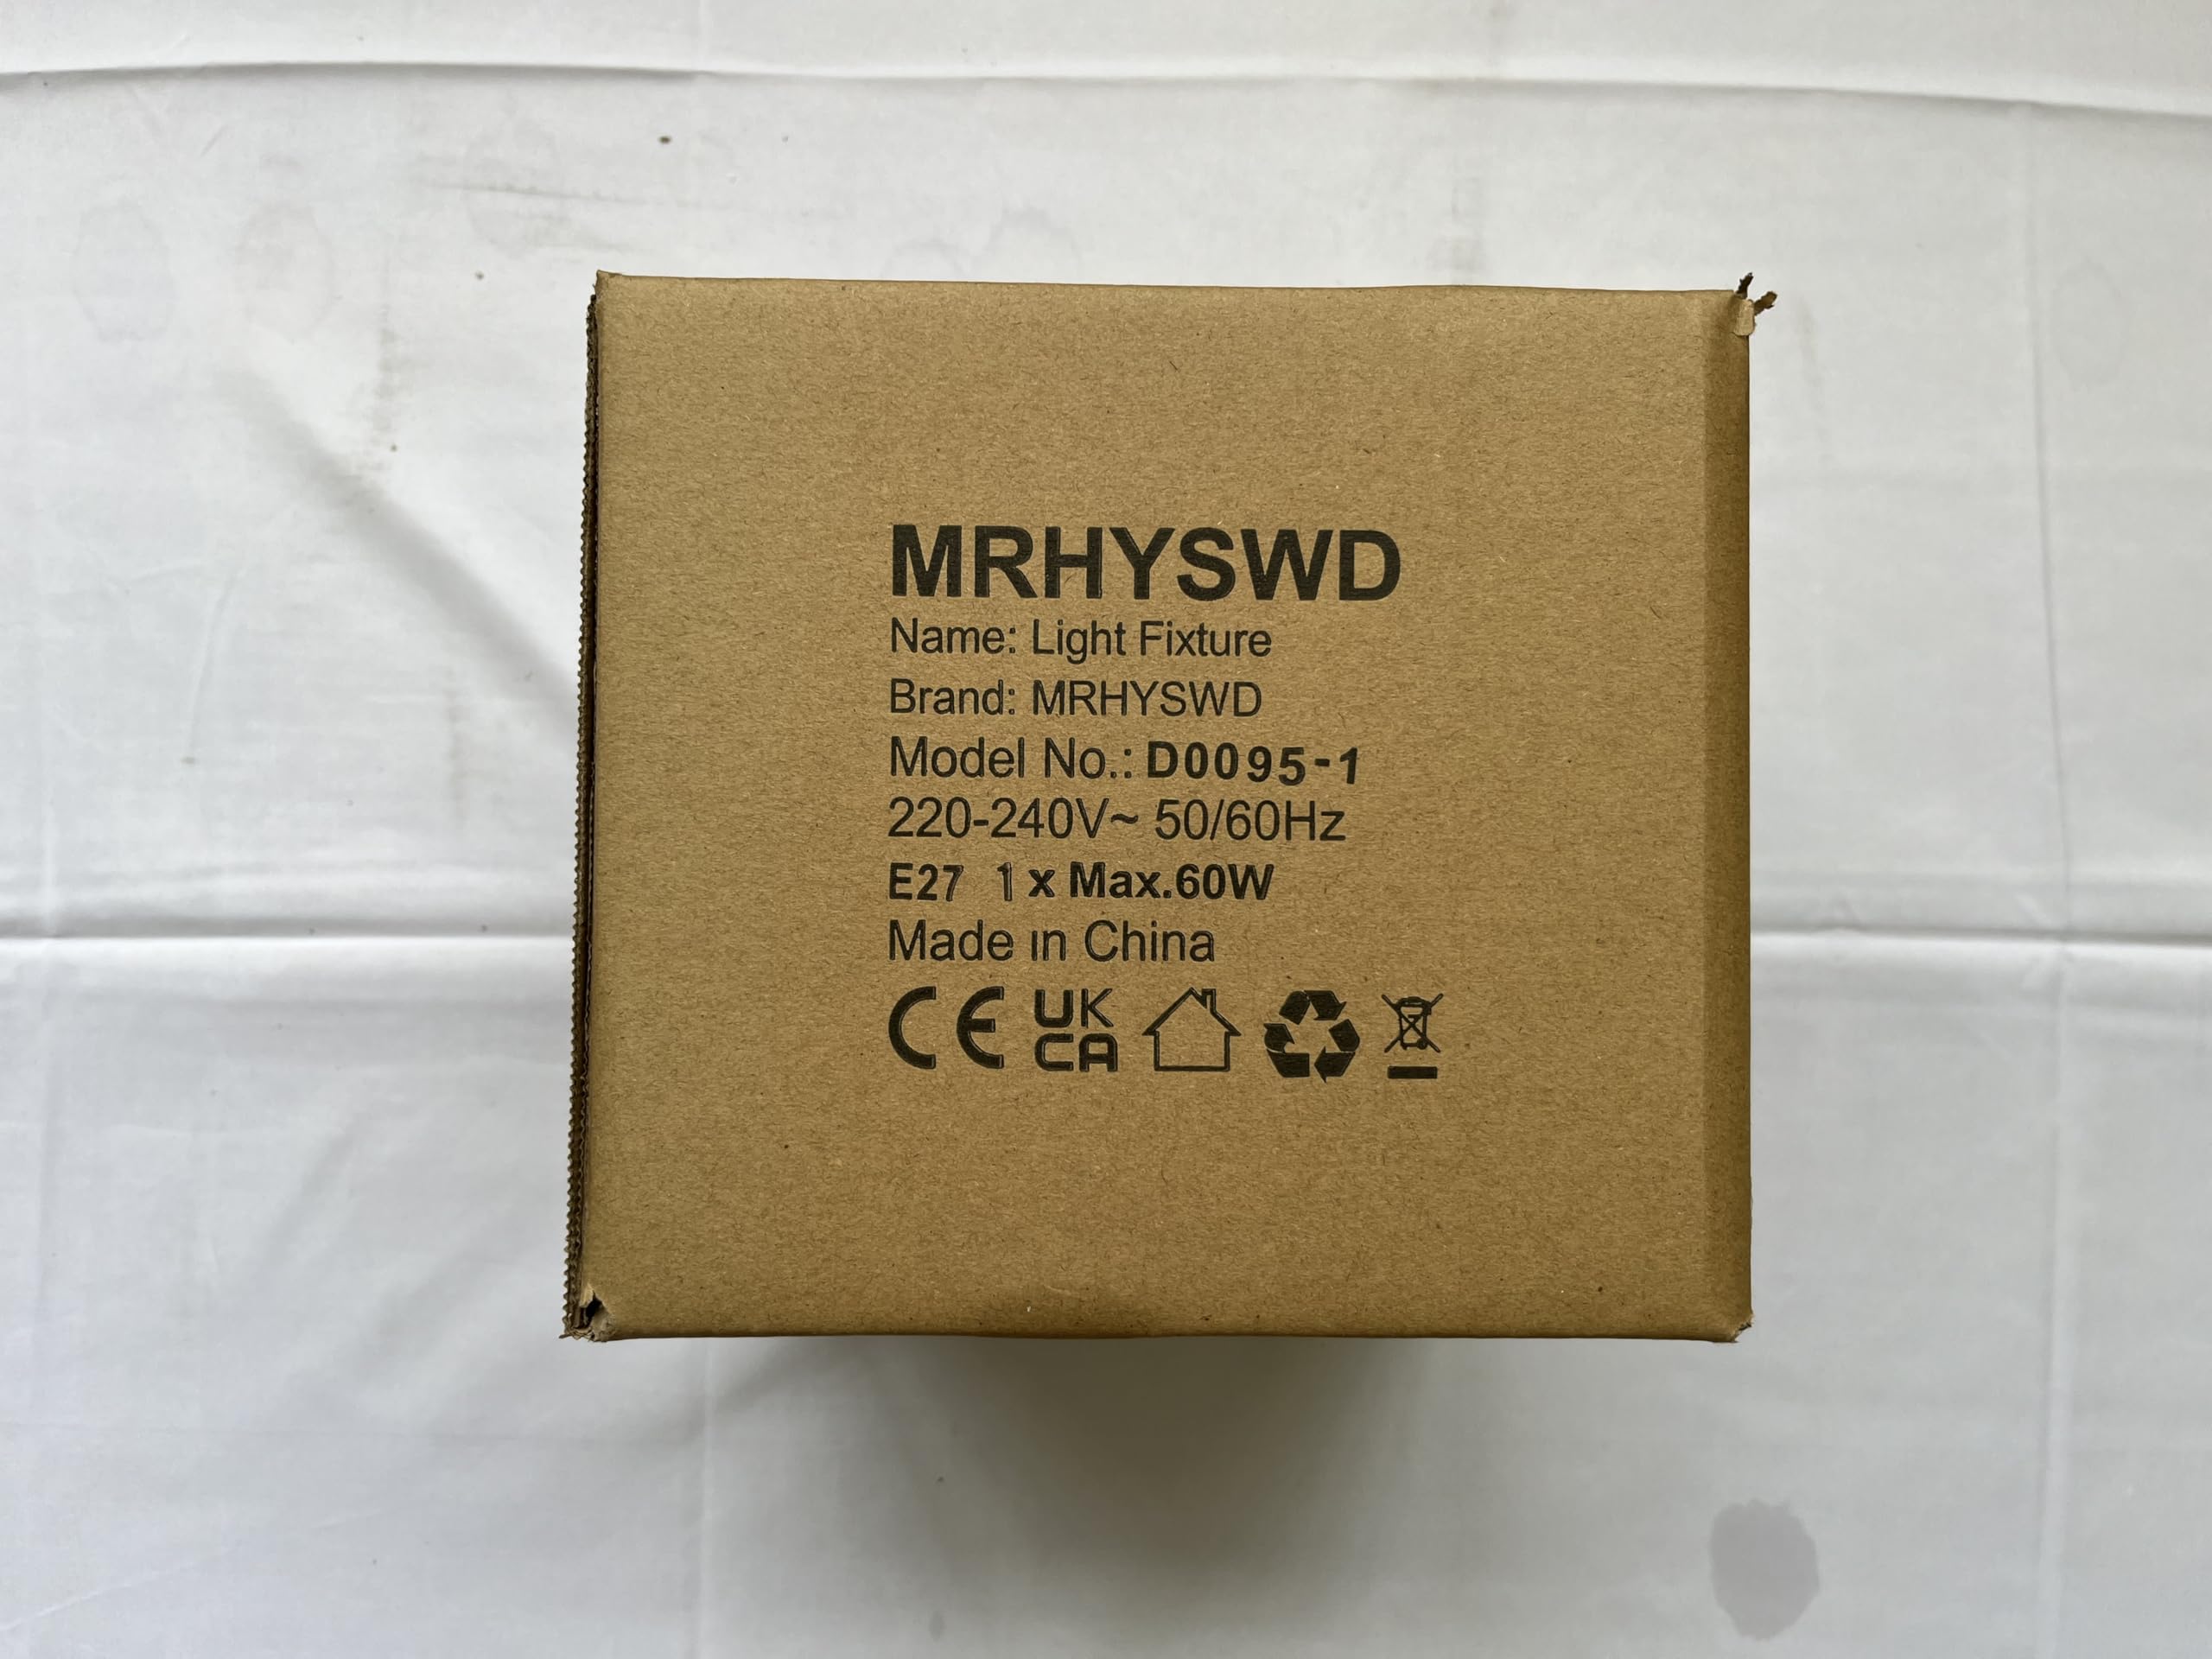 MRHYSWD
Name: Light Fixture
Brand: MRHYSWD
Model No.: D0095-1
220-240V~ 50/60Hz
E27 1 x Max.60W
Made in China
CE UK
CA